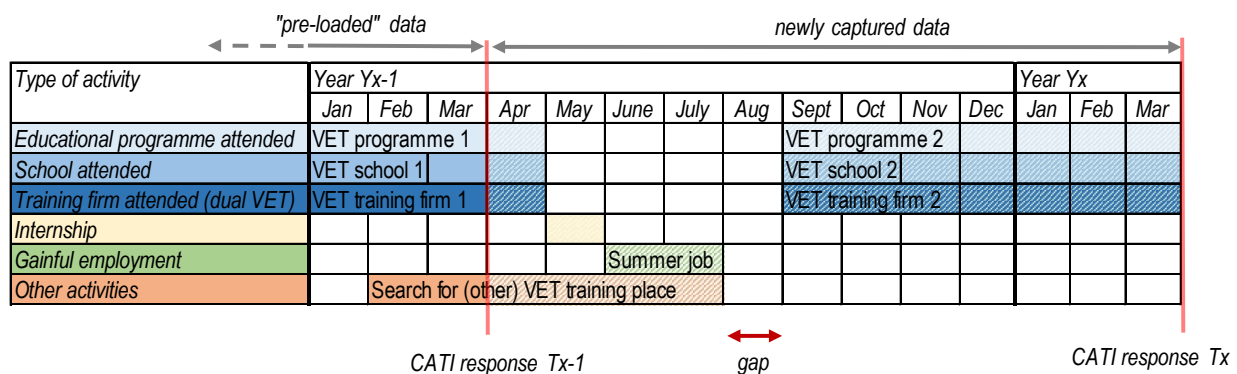 "pre-loaded" data newly captured data
Type of activity Year Yx-1 Year Yx
Jan Feb Mar Apr May June July Aug Sept Oct Nov Dec Jan Feb Mar
Educational programme attended VET programme 1 VET programme 2
School attended VET school 1 VET school 2
Training firm attended (dual VET) VET training firm 1 VET training firm 2
Internship
Gainful employment Summer job
Other activities Search for (other) VET training place
CATI response Tx-1 gap CATI response Tx